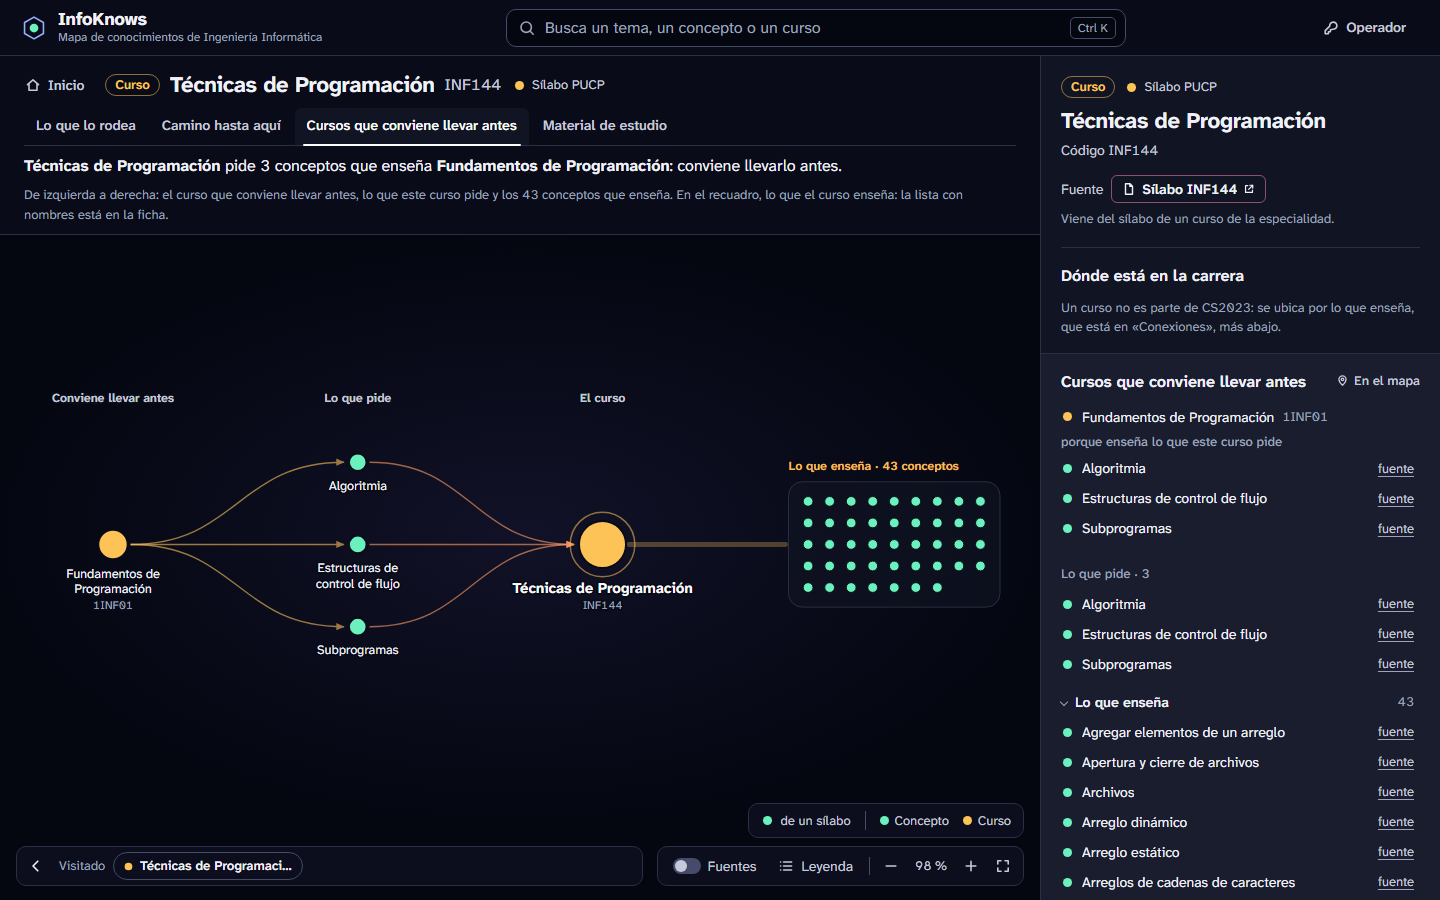 InfoKnows
Mapa de conocimientos de Ingeniería Informática
Busca un tema, un concepto o un curso
Ctrl K
Operador
Inicio
Curso
Técnicas de Programación INF144
Sílabo PUCP
Lo que lo rodea
Camino hasta aquí
Cursos que conviene llevar antes
Material de estudio
Técnicas de Programación pide 3 conceptos que enseña Fundamentos de Programación: conviene llevarlo antes.
De izquierda a derecha: el curso que conviene llevar antes, lo que este curso pide y los 43 conceptos que enseña. En el recuadro, lo que el curso enseña: la lista con
nombres está en la ficha.
Conviene llevar antes
Lo que pide
El curso
Lo que enseña · 43 conceptos
Algoritmia
Fundamentos de
Programación
1INF01
Estructuras de
control de flujo
Técnicas de Programación
INF144
Subprogramas
de un sílabo
Concepto
Curso
Visitado
Técnicas de Programaci...
Fuentes
Leyenda
98 %
Curso
Sílabo PUCP
Técnicas de Programación
Código INF144
Fuente
Sílabo INF144
Viene del sílabo de un curso de la especialidad.
Dónde está en la carrera
Un curso no es parte de CS2023: se ubica por lo que enseña,
que está en «Conexiones», más abajo.
Cursos que conviene llevar antes
En el mapa
Fundamentos de Programación 1INF01
porque enseña lo que este curso pide
Algoritmia fuente
Estructuras de control de flujo fuente
Subprogramas fuente
Lo que pide · 3
Algoritmia fuente
Estructuras de control de flujo fuente
Subprogramas fuente
Lo que enseña 43
Agregar elementos de un arreglo fuente
Apertura y cierre de archivos fuente
Archivos fuente
Arreglo dinámico fuente
Arreglo estático fuente
Arreglos de cadenas de caracteres fuente